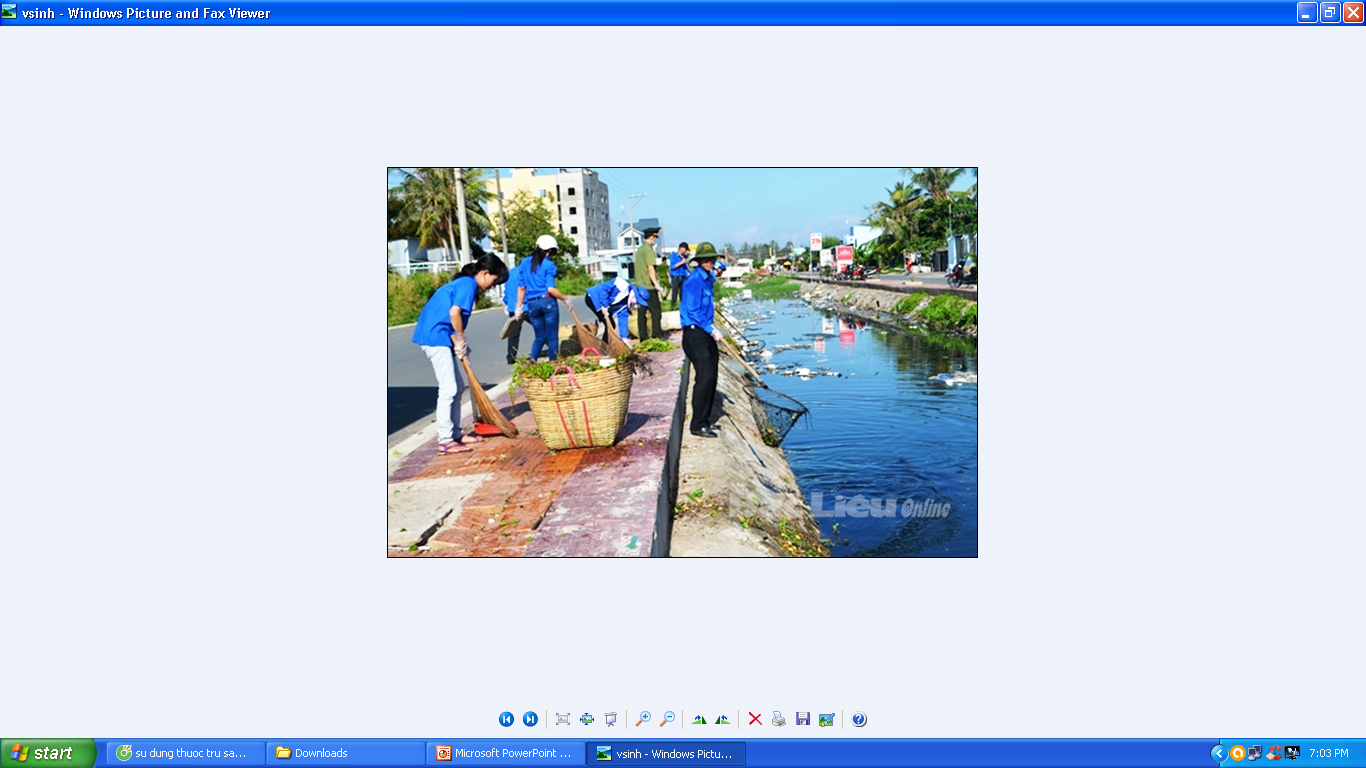 vsinh - Windows Picture and Fax Viewer
Liêu Online
start
su dung thuoc tru sa...
Downloads
Microsoft PowerPoint ...
vsinh - Windows Pictu...
7:03 PM